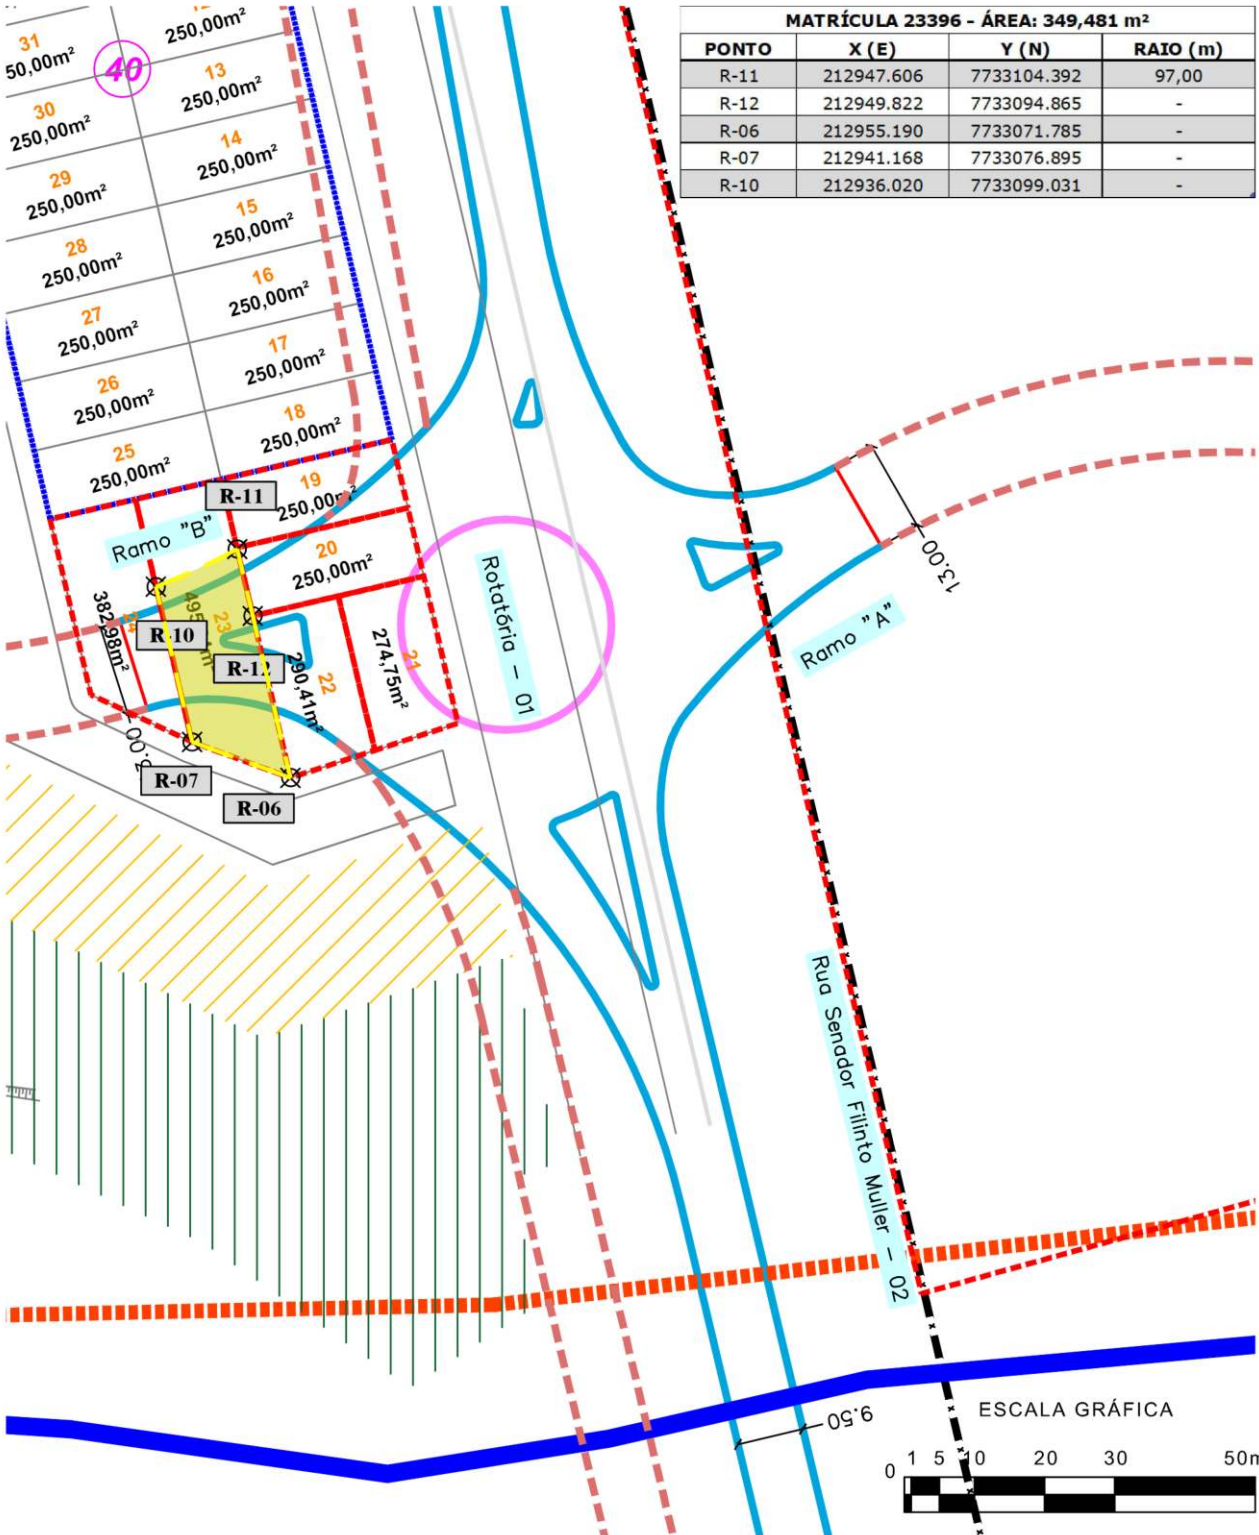 MATRÍCULA 23396 - ÁREA: 349,481 m²
PONTO X (E) Y (N) RAIO (m)
R-11 212947.606 7733104.392 97,00
R-12 212949.822 7733094.865 -
R-06 212955.190 7733071.785 -
R-07 212941.168 7733076.895 -
R-10 212936.020 7733099.031 -
250,00m²
31
50,00m²
40
13
250,00m²
30
250,00m²
14
250,00m²
29
250,00m²
15
250,00m²
28
250,00m²
16
250,00m²
27
250,00m²
17
250,00m²
26
250,00m²
18
250,00m²
25
250,00m²
19
250,00m²
R-11
Ramo "B"
20
250,00m²
24
382,98m²
23
R-10
R-12
22
290,41m²
21
274,75m²
R-07
R-06
Rotatória - 01
13.00
Ramo "A"
Rua Senador Filinto Muller - 02
9.50
ESCALA GRÁFICA
0 1 5 10 20 30 50m